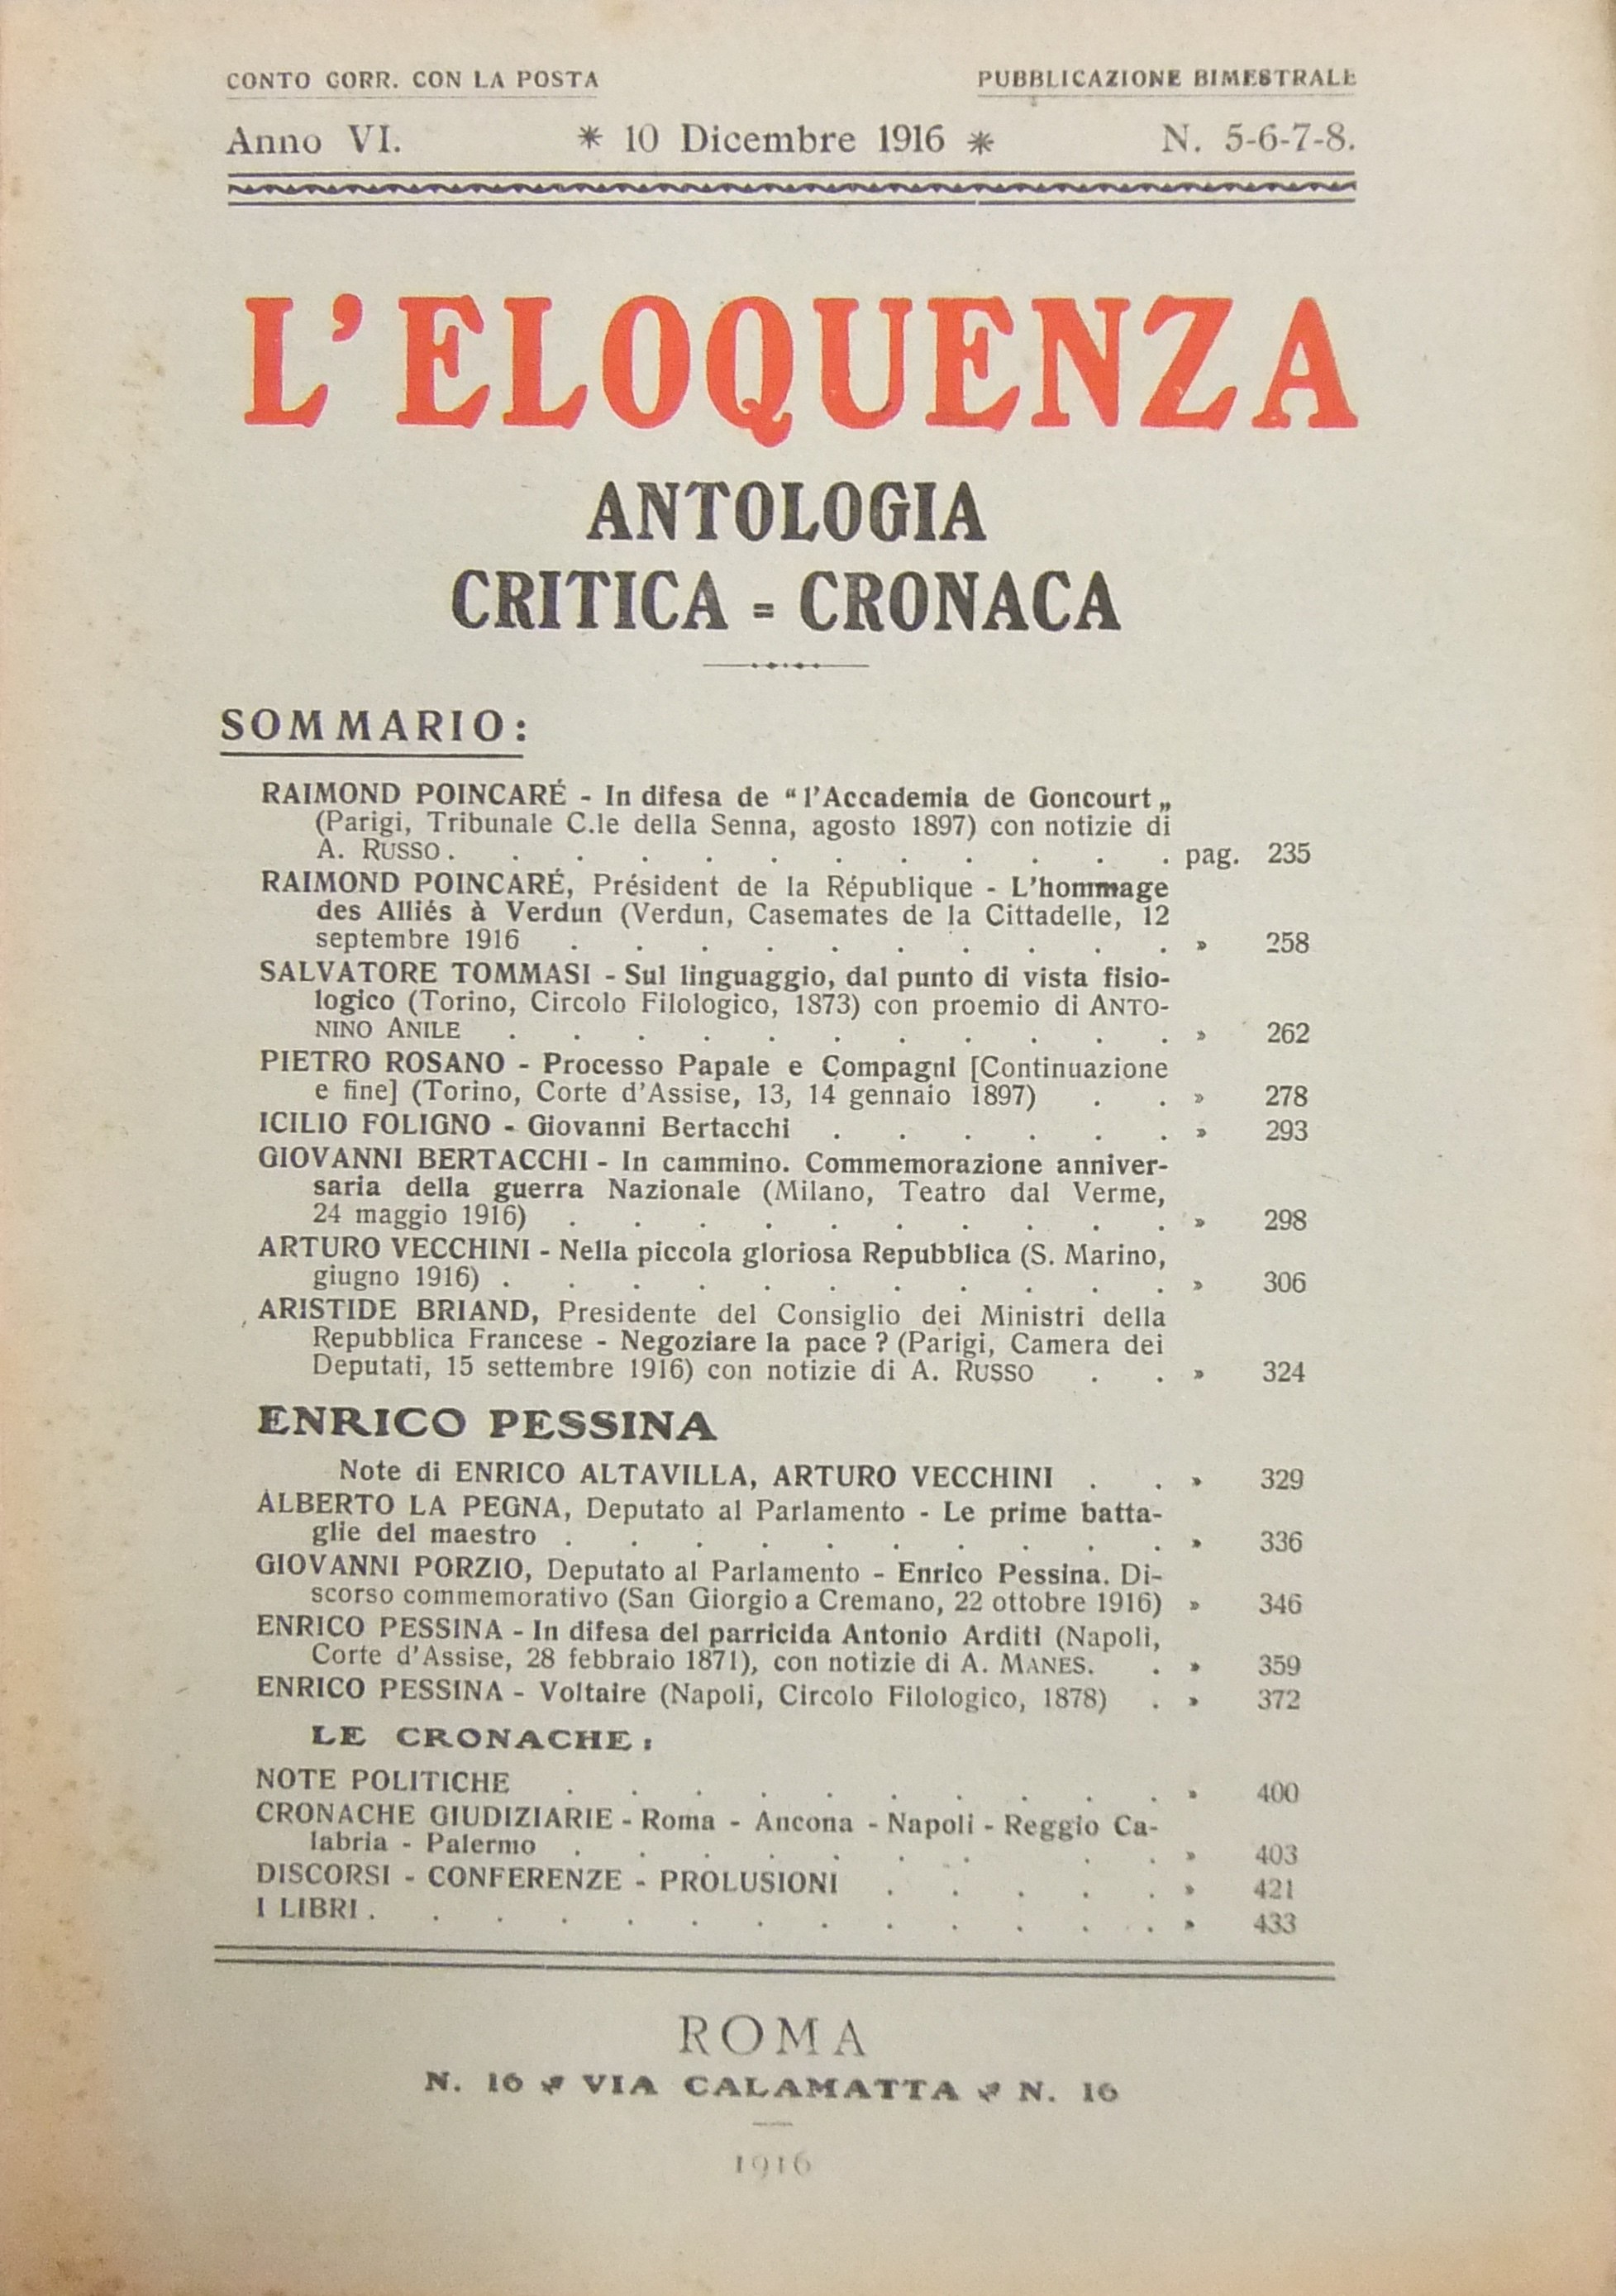 CONTO CORR. CON LA POSTA
PUBBLICAZIONE BIMESTRALE
Anno VI.
* 10 Dicembre 1916 *
N. 5-6-7-8.
L'ELOQUENZA
ANTOLOGIA
CRITICA = CRONACA
SOMMARIO:
RAIMOND POINCARÉ - In difesa de “l'Accademia de Goncourt„
(Parigi, Tribunale C.le della Senna, agosto 1897) con notizie di
A. RUSSO . . . . . . . . . . . . pag. 235
RAIMOND POINCARÉ, Président de la République - L'hommage
des Alliés à Verdun (Verdun, Casemates de la Cittadelle, 12
septembre 1916 . . . . . . . . . . » 258
SALVATORE TOMMASI - Sul linguaggio, dal punto di vista fisio-
logico (Torino, Circolo Filologico, 1873) con proemio di ANTO-
NINO ANILE . . . . . . . . . . . » 262
PIETRO ROSANO - Processo Papale e Compagni [Continuazione
e fine] (Torino, Corte d'Assise, 13, 14 gennaio 1897) . . » 278
ICILIO FOLIGNO - Giovanni Bertacchi . . . . . . » 293
GIOVANNI BERTACCHI - In cammino. Commemorazione anniver-
saria della guerra Nazionale (Milano, Teatro dal Verme,
24 maggio 1916) . . . . . . . . . . » 298
ARTURO VECCHINI - Nella piccola gloriosa Repubblica (S. Marino,
giugno 1916) . . . . . . . . . . . » 306
ARISTIDE BRIAND, Presidente del Consiglio dei Ministri della
Repubblica Francese - Negoziare la pace ? (Parigi, Camera dei
Deputati, 15 settembre 1916) con notizie di A. RUSSO . . » 324
ENRICO PESSINA
Note di ENRICO ALTAVILLA, ARTURO VECCHINI . . » 329
ALBERTO LA PEGNA, Deputato al Parlamento - Le prime batta-
glie del maestro . . . . . . . . . . » 336
GIOVANNI PORZIO, Deputato al Parlamento - Enrico Pessina. Di-
scorso commemorativo (San Giorgio a Cremano, 22 ottobre 1916) » 346
ENRICO PESSINA - In difesa del parricida Antonio Arditi (Napoli,
Corte d'Assise, 28 febbraio 1871), con notizie di A. MANES. . » 359
ENRICO PESSINA - Voltaire (Napoli, Circolo Filologico, 1878) . » 372
LE CRONACHE:
NOTE POLITICHE . . . . . . . . . . » 400
CRONACHE GIUDIZIARIE - Roma - Ancona - Napoli - Reggio Ca-
labria - Palermo . . . . . . . . . » 403
DISCORSI - CONFERENZE - PROLUSIONI . . . . . » 421
I LIBRI . . . . . . . . . . . . . » 433
ROMA
N. 16 VIA CALAMATTA N. 16
1916